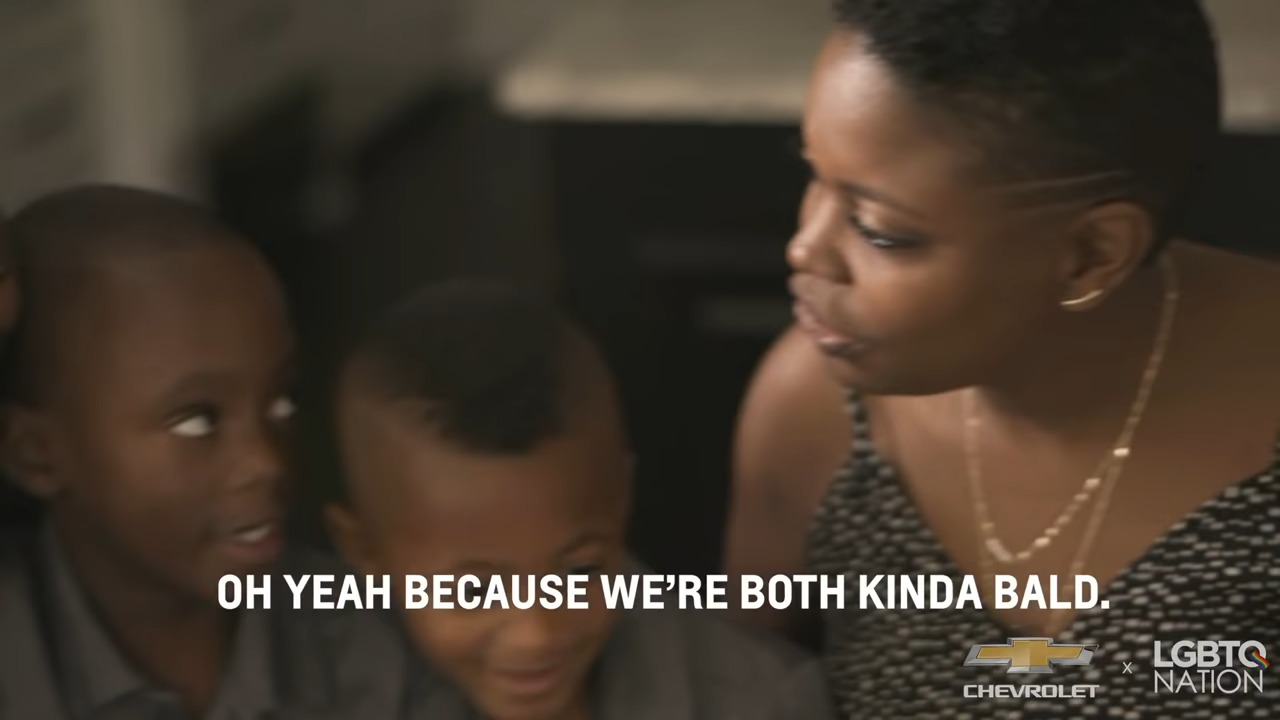 OH YEAH BECAUSE WE'RE BOTH KINDA BALD.
CHEVROLET
x
LGBTQ
NATION